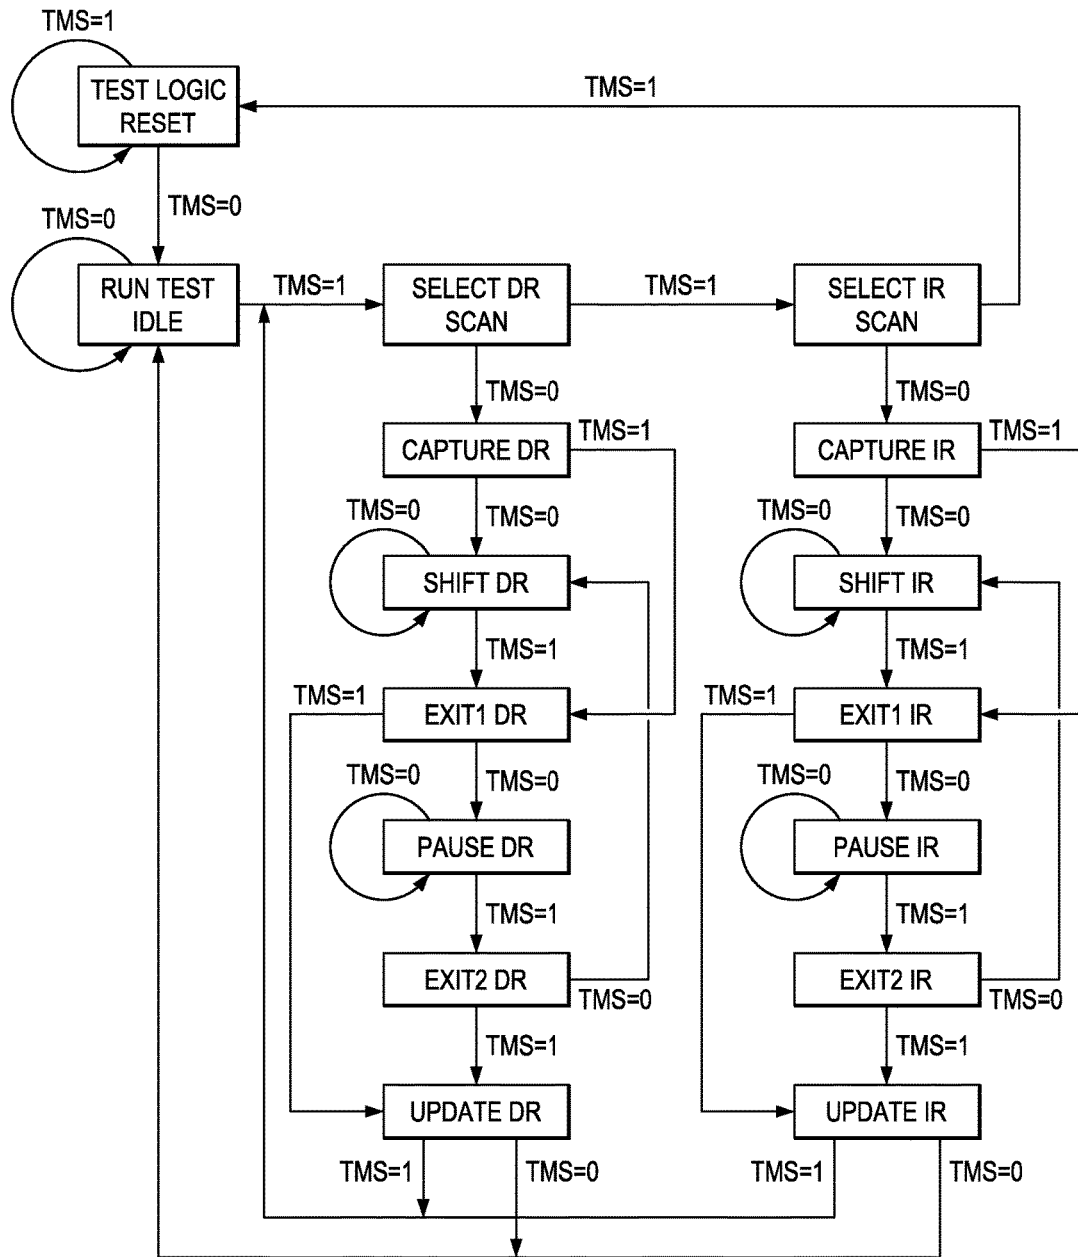 TMS=1
TEST LOGIC
RESET
TMS=1
TMS=0
TMS=0
RUN TEST
IDLE
TMS=1
SELECT DR
SCAN
TMS=1
SELECT IR
SCAN
TMS=0
TMS=0
CAPTURE DR
TMS=1
CAPTURE IR
TMS=1
TMS=0
TMS=0
TMS=0
TMS=0
SHIFT DR
SHIFT IR
TMS=1
TMS=1
TMS=1
EXIT1 DR
TMS=1
EXIT1 IR
TMS=0
TMS=0
TMS=0
TMS=0
PAUSE DR
PAUSE IR
TMS=1
TMS=1
EXIT2 DR
TMS=0
EXIT2 IR
TMS=0
TMS=1
TMS=1
UPDATE DR
UPDATE IR
TMS=1
TMS=0
TMS=1
TMS=0